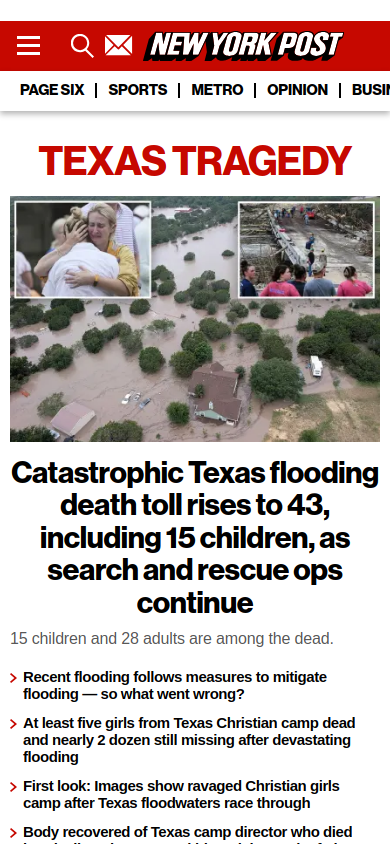 NEW YORK POST
PAGE SIX | SPORTS | METRO | OPINION |
TEXAS TRAGEDY
Catastrophic Texas flooding
death toll rises to 43,
including 15 children, as
search and rescue ops
continue
15 children and 28 adults are among the dead.
Recent flooding follows measures to mitigate
flooding — so what went wrong?
At least five girls from Texas Christian camp dead
and nearly 2 dozen still missing after devastating
flooding
First look: Images show ravaged Christian girls
camp after Texas floodwaters race through
Body recovered of Texas camp director who died